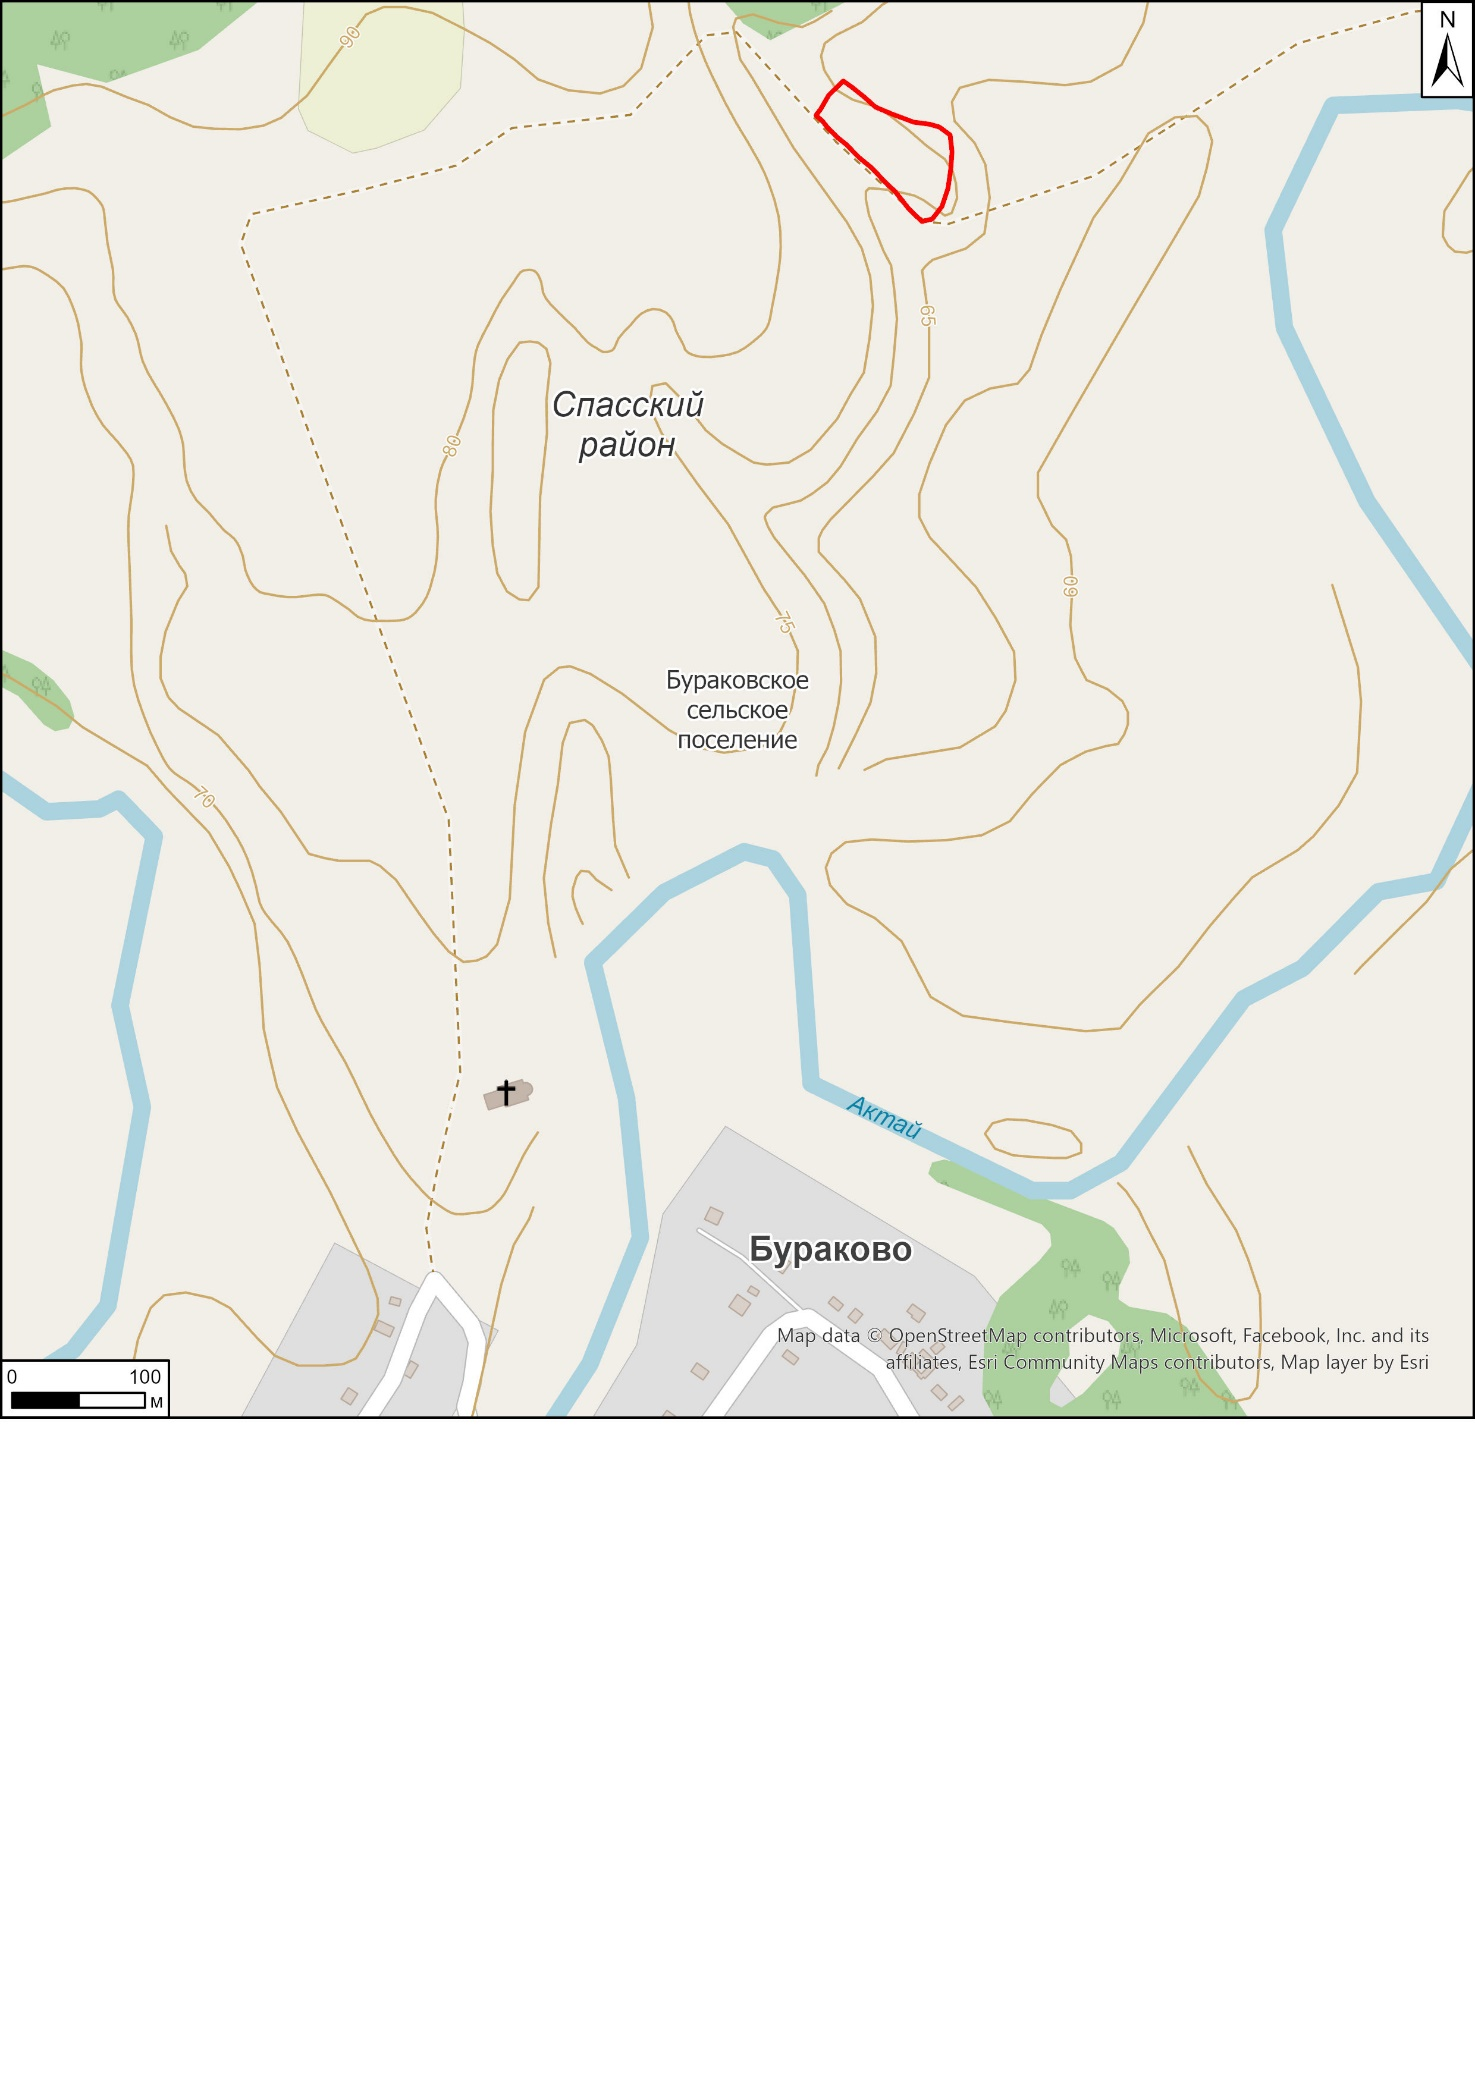 N
90
65
Спасский
район
80
60
75
Бураковское
сельское
поселение
70
Актай
Бураково
Map data © OpenStreetMap contributors, Microsoft, Facebook, Inc. and its
affiliates, Esri Community Maps contributors, Map layer by Esri
0 100
м